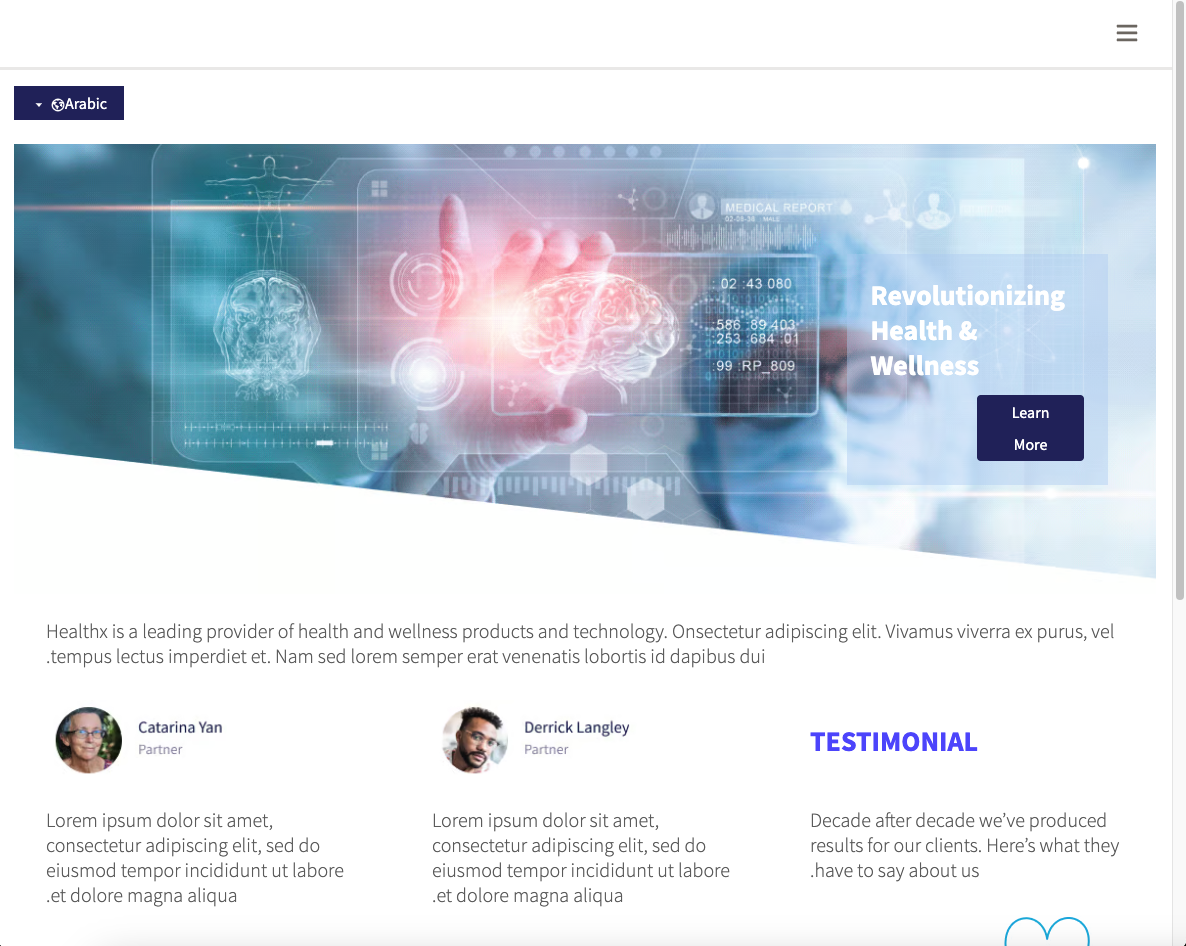 Arabic
MEDICAL REPORT
02-08-38 MALE
: 02 :43 080
:586 :89 403
:253 :684 :01
:99 :RP_809
Revolutionizing
Health &
Wellness
Learn
More
Healthx is a leading provider of health and wellness products and technology. Onsectetur adipiscing elit. Vivamus viverra ex purus, vel
.tempus lectus imperdiet et. Nam sed lorem semper erat venenatis lobortis id dapibus dui
Catarina Yan
Partner
Lorem ipsum dolor sit amet,
consectetur adipiscing elit, sed do
eiusmod tempor incididunt ut labore
.et dolore magna aliqua
Derrick Langley
Partner
Lorem ipsum dolor sit amet,
consectetur adipiscing elit, sed do
eiusmod tempor incididunt ut labore
.et dolore magna aliqua
TESTIMONIAL
Decade after decade we’ve produced
results for our clients. Here’s what they
.have to say about us